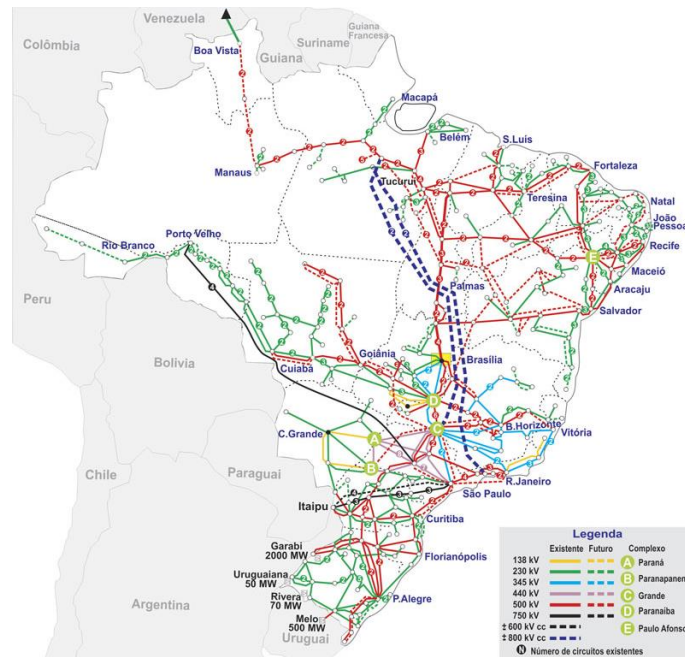 Venezuela
Colômbia
Boa Vista
Guiana
Suriname
Guiana
Francesa
Macapá
Belém
S.Luís
Fortaleza
Manaus
Tucuruí
Teresina
Natal
João
Pessoa
Recife
Porto Velho
Rio Branco
E
Maceió
Palmas
Aracaju
Peru
Salvador
Bolívia
Cuiabá
Goiânia
Brasília
D
C.Grande
A
C
B.Horizonte
Vitória
B
Chile
Paraguai
R.Janeiro
São Paulo
Itaipu
Curitiba
Garabi
2000 MW
Florianópolis
Uruguaiana
50 MW
Rivera
70 MW
P.Alegre
Melo
500 MW
Argentina
Uruguai
Legenda
Existente Futuro Complexo
138 kV A Paraná
230 kV B Paranapanem
345 kV
440 kV C Grande
500 kV D Paranaíba
750 kV
± 600 kV cc E Paulo Afonso
± 800 kV cc
N Número de circuitos existentes